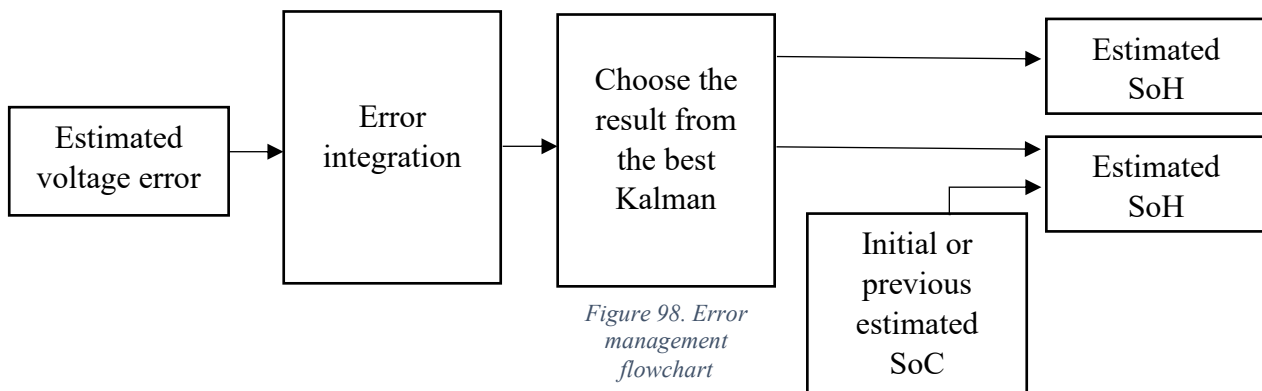 Estimated
voltage error
Error
integration
Choose the
result from
the best
Kalman
Estimated
SoH
Estimated
SoH
Initial or
previous
estimated
SoC
Figure 98. Error
management
flowchart